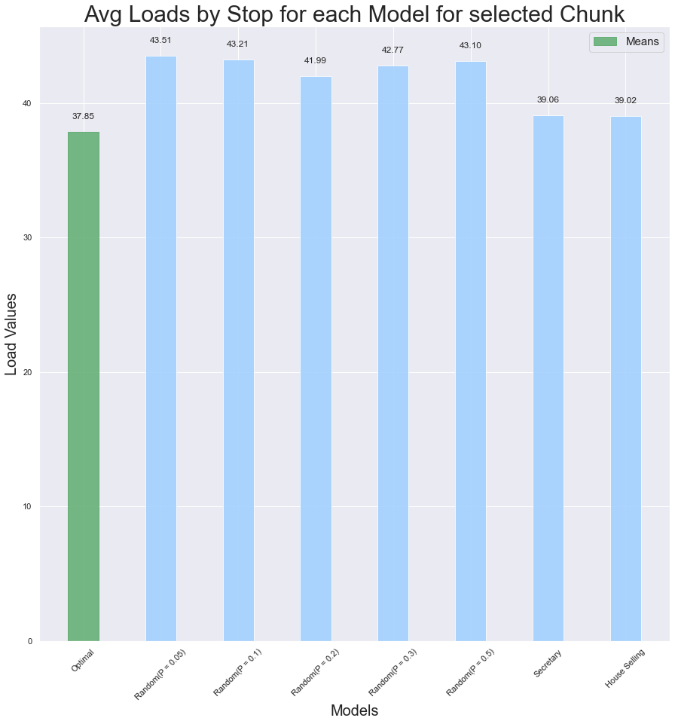 Avg Loads by Stop for each Model for selected Chunk
Means
43.51
43.21
41.99
42.77
43.10
39.06
39.02
37.85
40
30
20
10
0
Load Values
Optimal
Random(P = 0.05)
Random(P = 0.1)
Random(P = 0.2)
Random(P = 0.3)
Random(P = 0.5)
Secretary
House Selling
Models